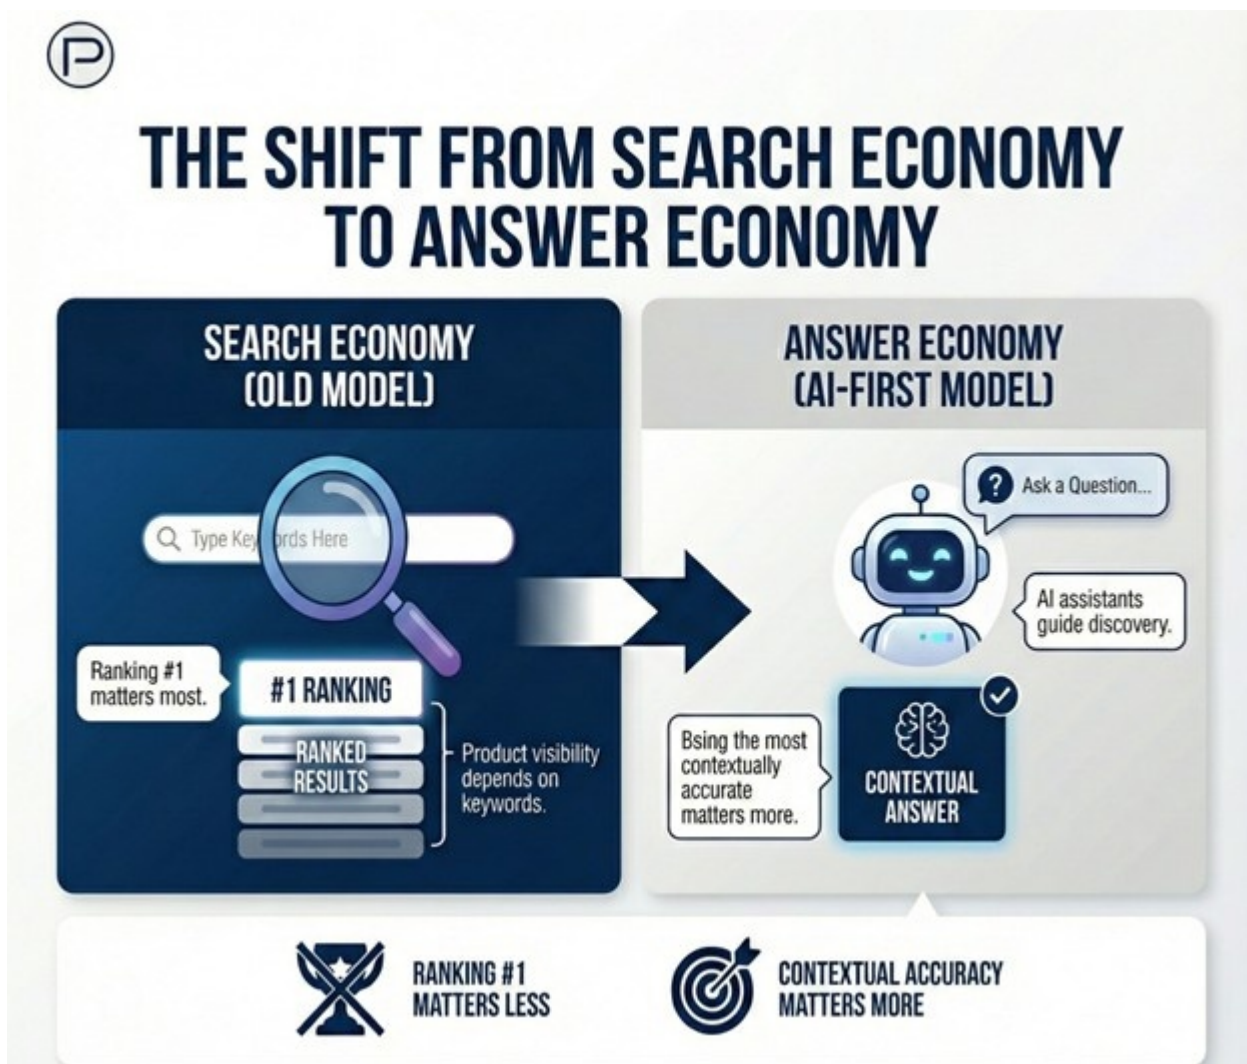 P
THE SHIFT FROM SEARCH ECONOMY
TO ANSWER ECONOMY
SEARCH ECONOMY
(OLD MODEL)
Type Keywords Here
Ranking #1
matters most.
#1 RANKING
RANKED
RESULTS
Product visibility
depends on
keywords.
ANSWER ECONOMY
(AI-FIRST MODEL)
? Ask a Question...
AI assistants
guide discovery.
Bsing the most
contextually
accurate
matters more.
CONTEXTUAL
ANSWER
RANKING #1
MATTERS LESS
CONTEXTUAL ACCURACY
MATTERS MORE